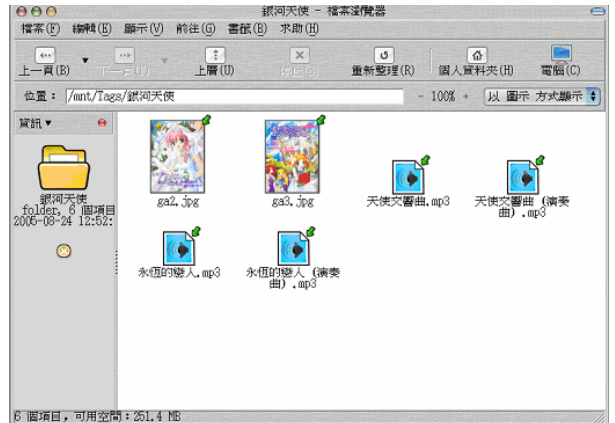 銀河天使 - 檔案瀏覽器
檔案(F) 編輯(E) 顯示(V) 前往(G) 書籤(B) 求助(H)
上一頁(B) 下一頁(O) 上層(U) 停止(S) 重新整理(R) 個人資料夾(H) 電腦(C)
位置： /mnt/Tags/銀河天使 - 100% + 以 圖示 方式顯示
資訊
銀河天使
folder, 6 個項目
2005-08-24 12:52:
ga2.jpg ga3.jpg 天使交響曲.mp3 天使交響曲 (演奏
曲).mp3
永恆的戀人.mp3 永恆的戀人 (演奏
曲).mp3
6 個項目，可用空間：251.4 MB